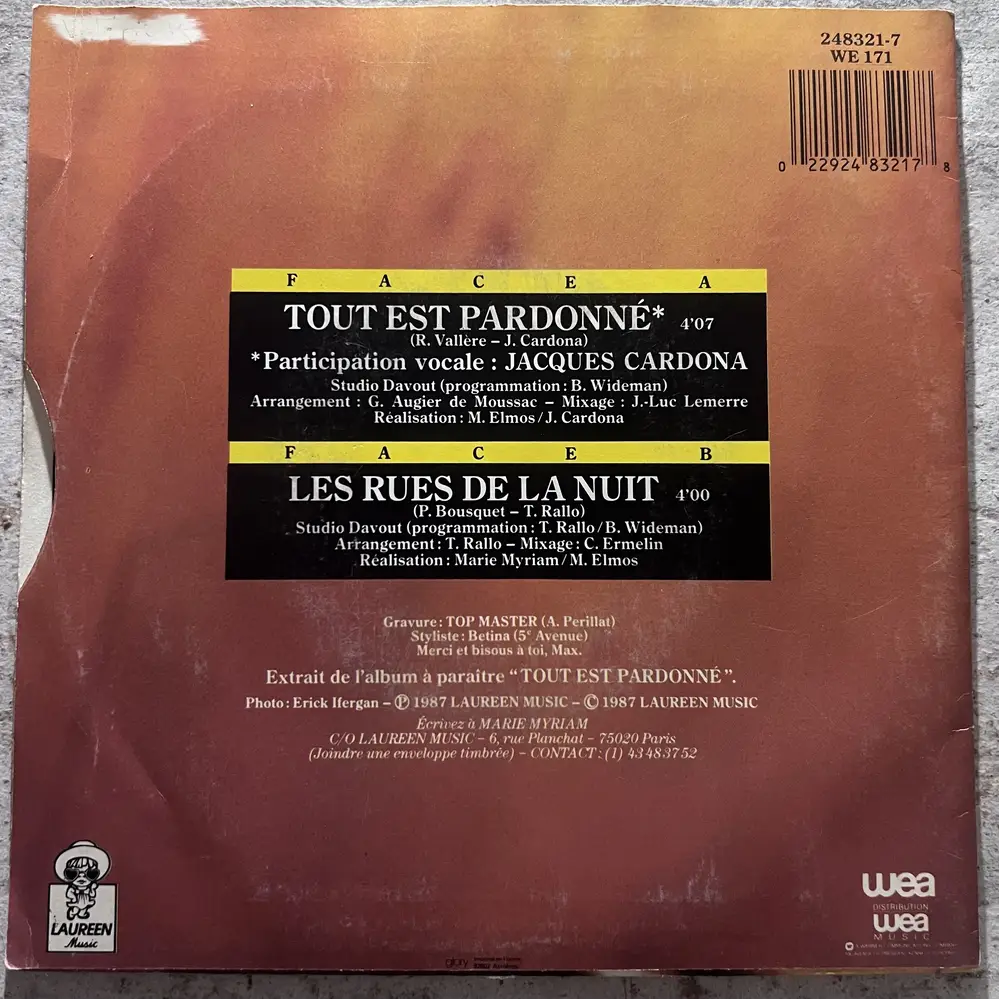 248321-7
WE 171
0 22924 83217 8
FACE A
TOUT EST PARDONNÉ* 4'07
(R. Vallère – J. Cardona)
*Participation vocale : JACQUES CARDONA
Studio Davout (programmation : B. Wideman)
Arrangement : G. Augier de Moussac – Mixage : J.-Luc Lemerre
Réalisation : M. Elmos / J. Cardona
FACE B
LES RUES DE LA NUIT 4'00
(P. Bousquet – T. Rallo)
Studio Davout (programmation : T. Rallo / B. Wideman)
Arrangement : T. Rallo – Mixage : C. Ermelin
Réalisation : Marie Myriam / M. Elmos
Gravure : TOP MASTER (A. Perillat)
Styliste : Betina (5e Avenue)
Merci et bisous à toi, Max.
Extrait de l'album à paraître “TOUT EST PARDONNÉ”.
Photo : Erick Ifergan – Ⓟ 1987 LAUREEN MUSIC – © 1987 LAUREEN MUSIC
Écrivez à MARIE MYRIAM
C/O LAUREEN MUSIC – 6, rue Planchat – 75020 Paris
(Joindre une enveloppe timbrée) – CONTACT : (1) 43 48 37 52
LAUREEN
Music
wea
DISTRIBUTION
wea
MUSIC
glory